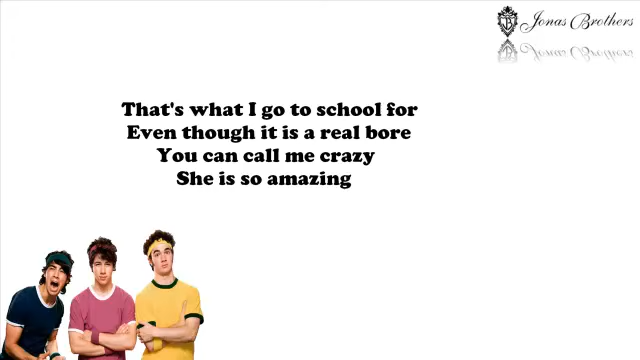 Jonas Brothers
That's what I go to school for
Even though it is a real bore
You can call me crazy
She is so amazing